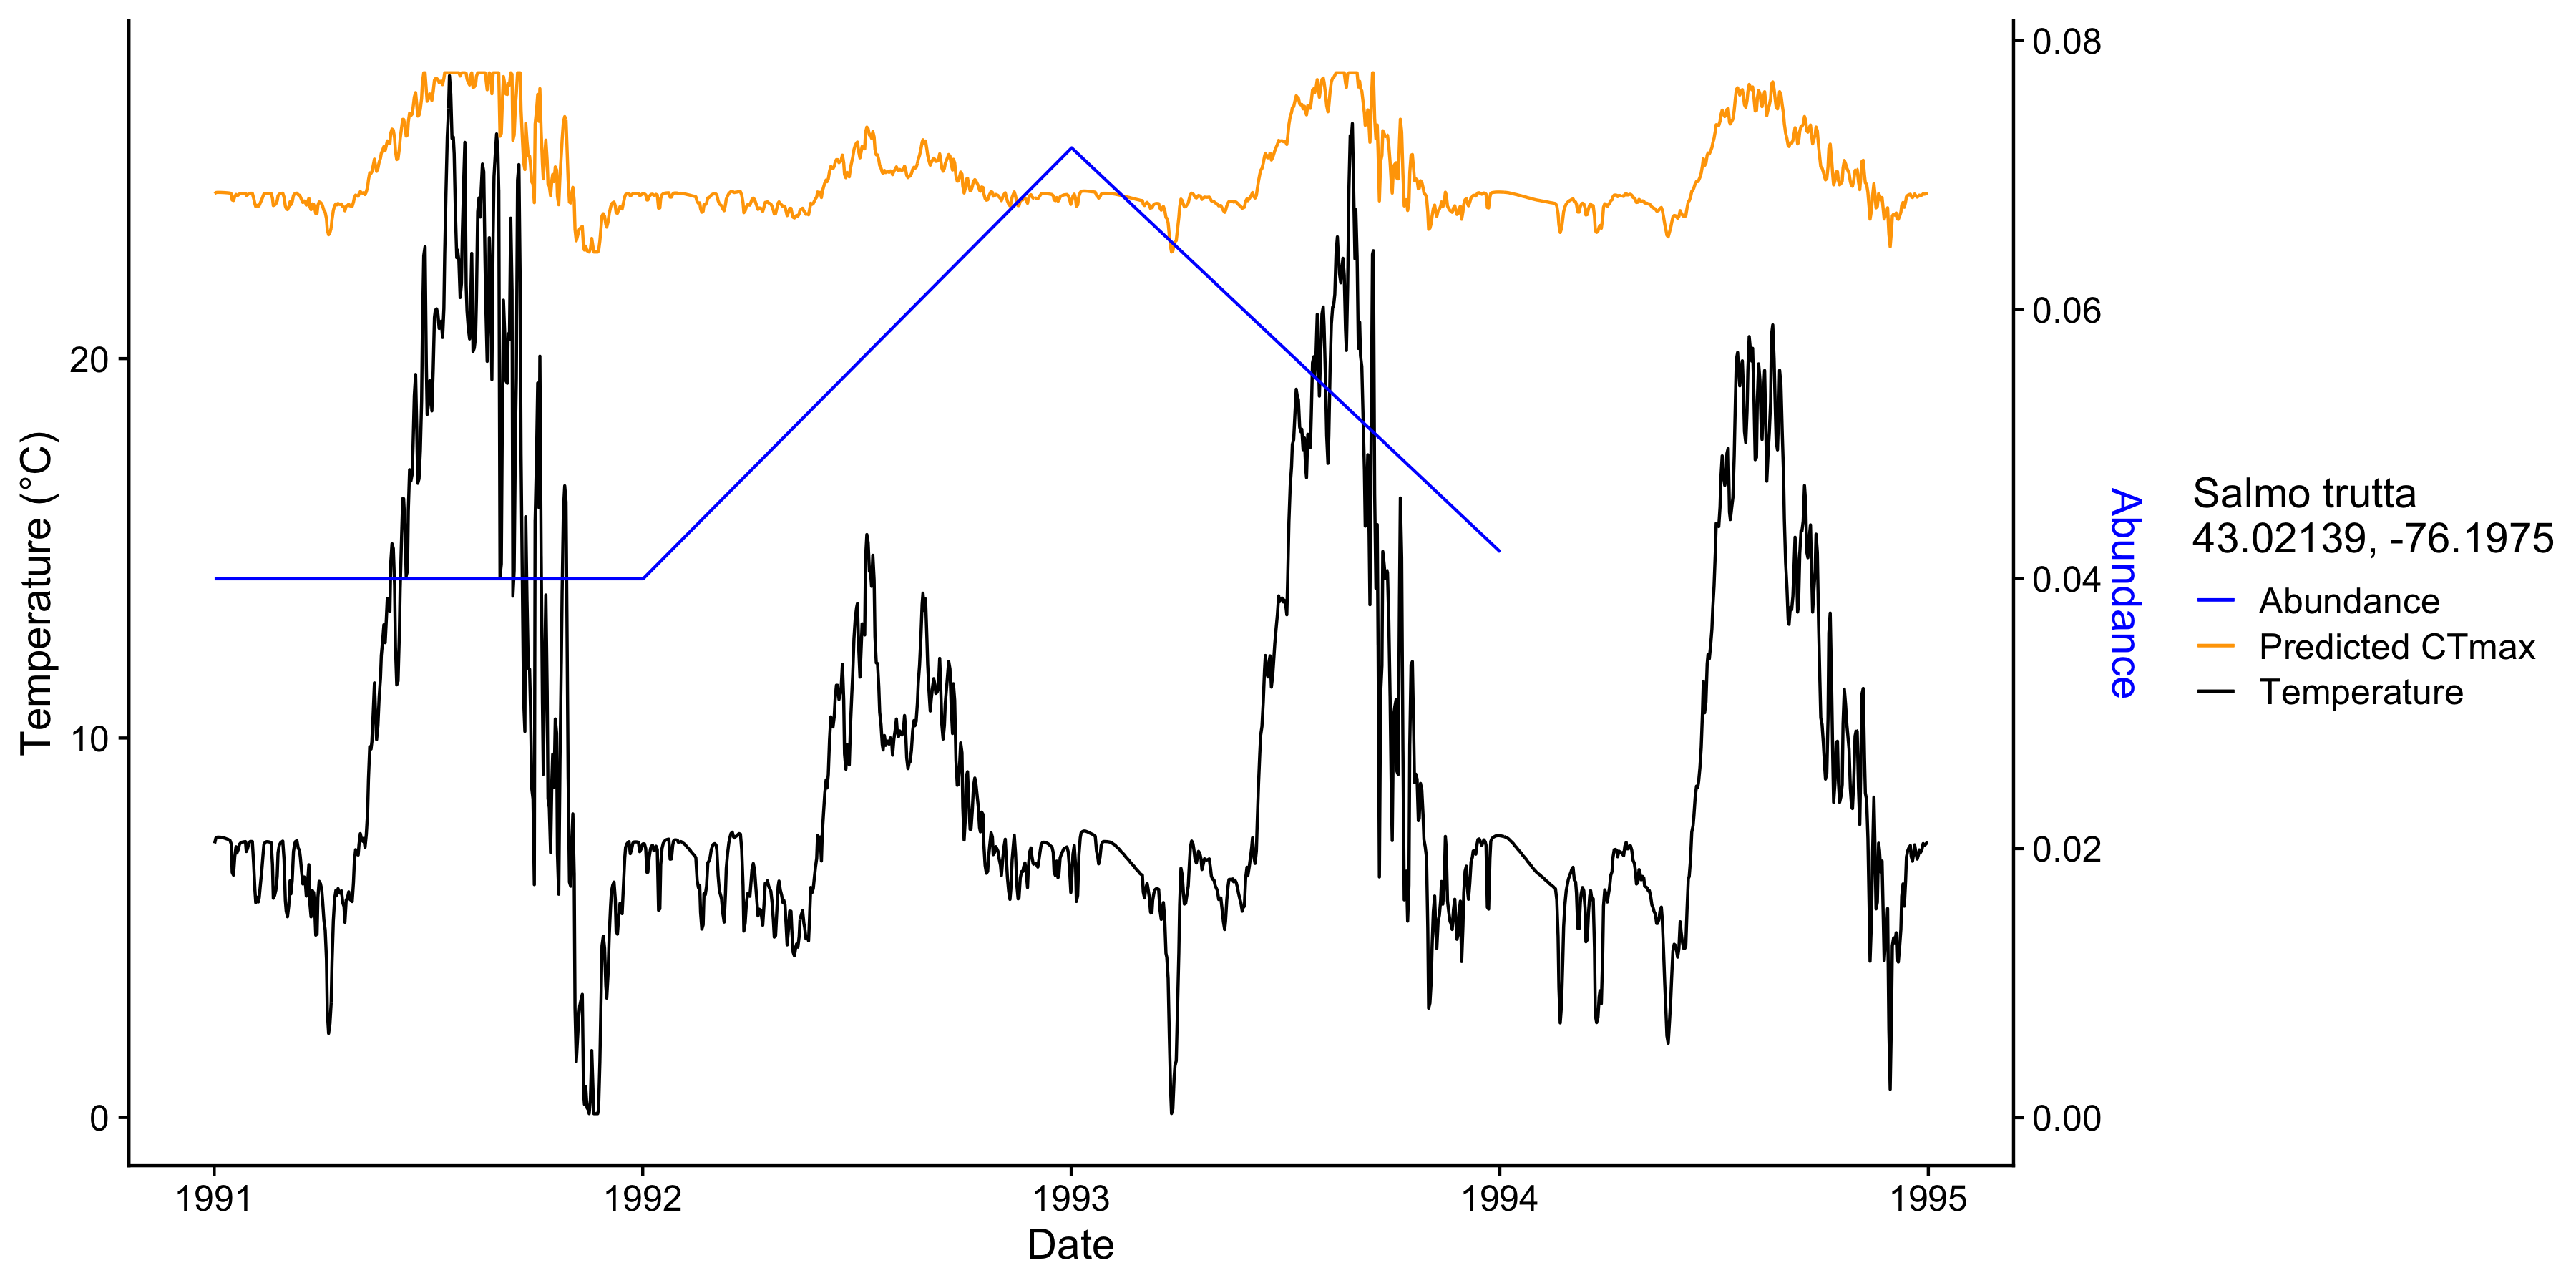 Temperature (°C)
20
10
0
1991
1992
1993
1994
1995
Date
0.08
0.06
0.04
0.02
0.00
Abundance
Salmo trutta
43.02139, -76.1975
Abundance
Predicted CTmax
Temperature